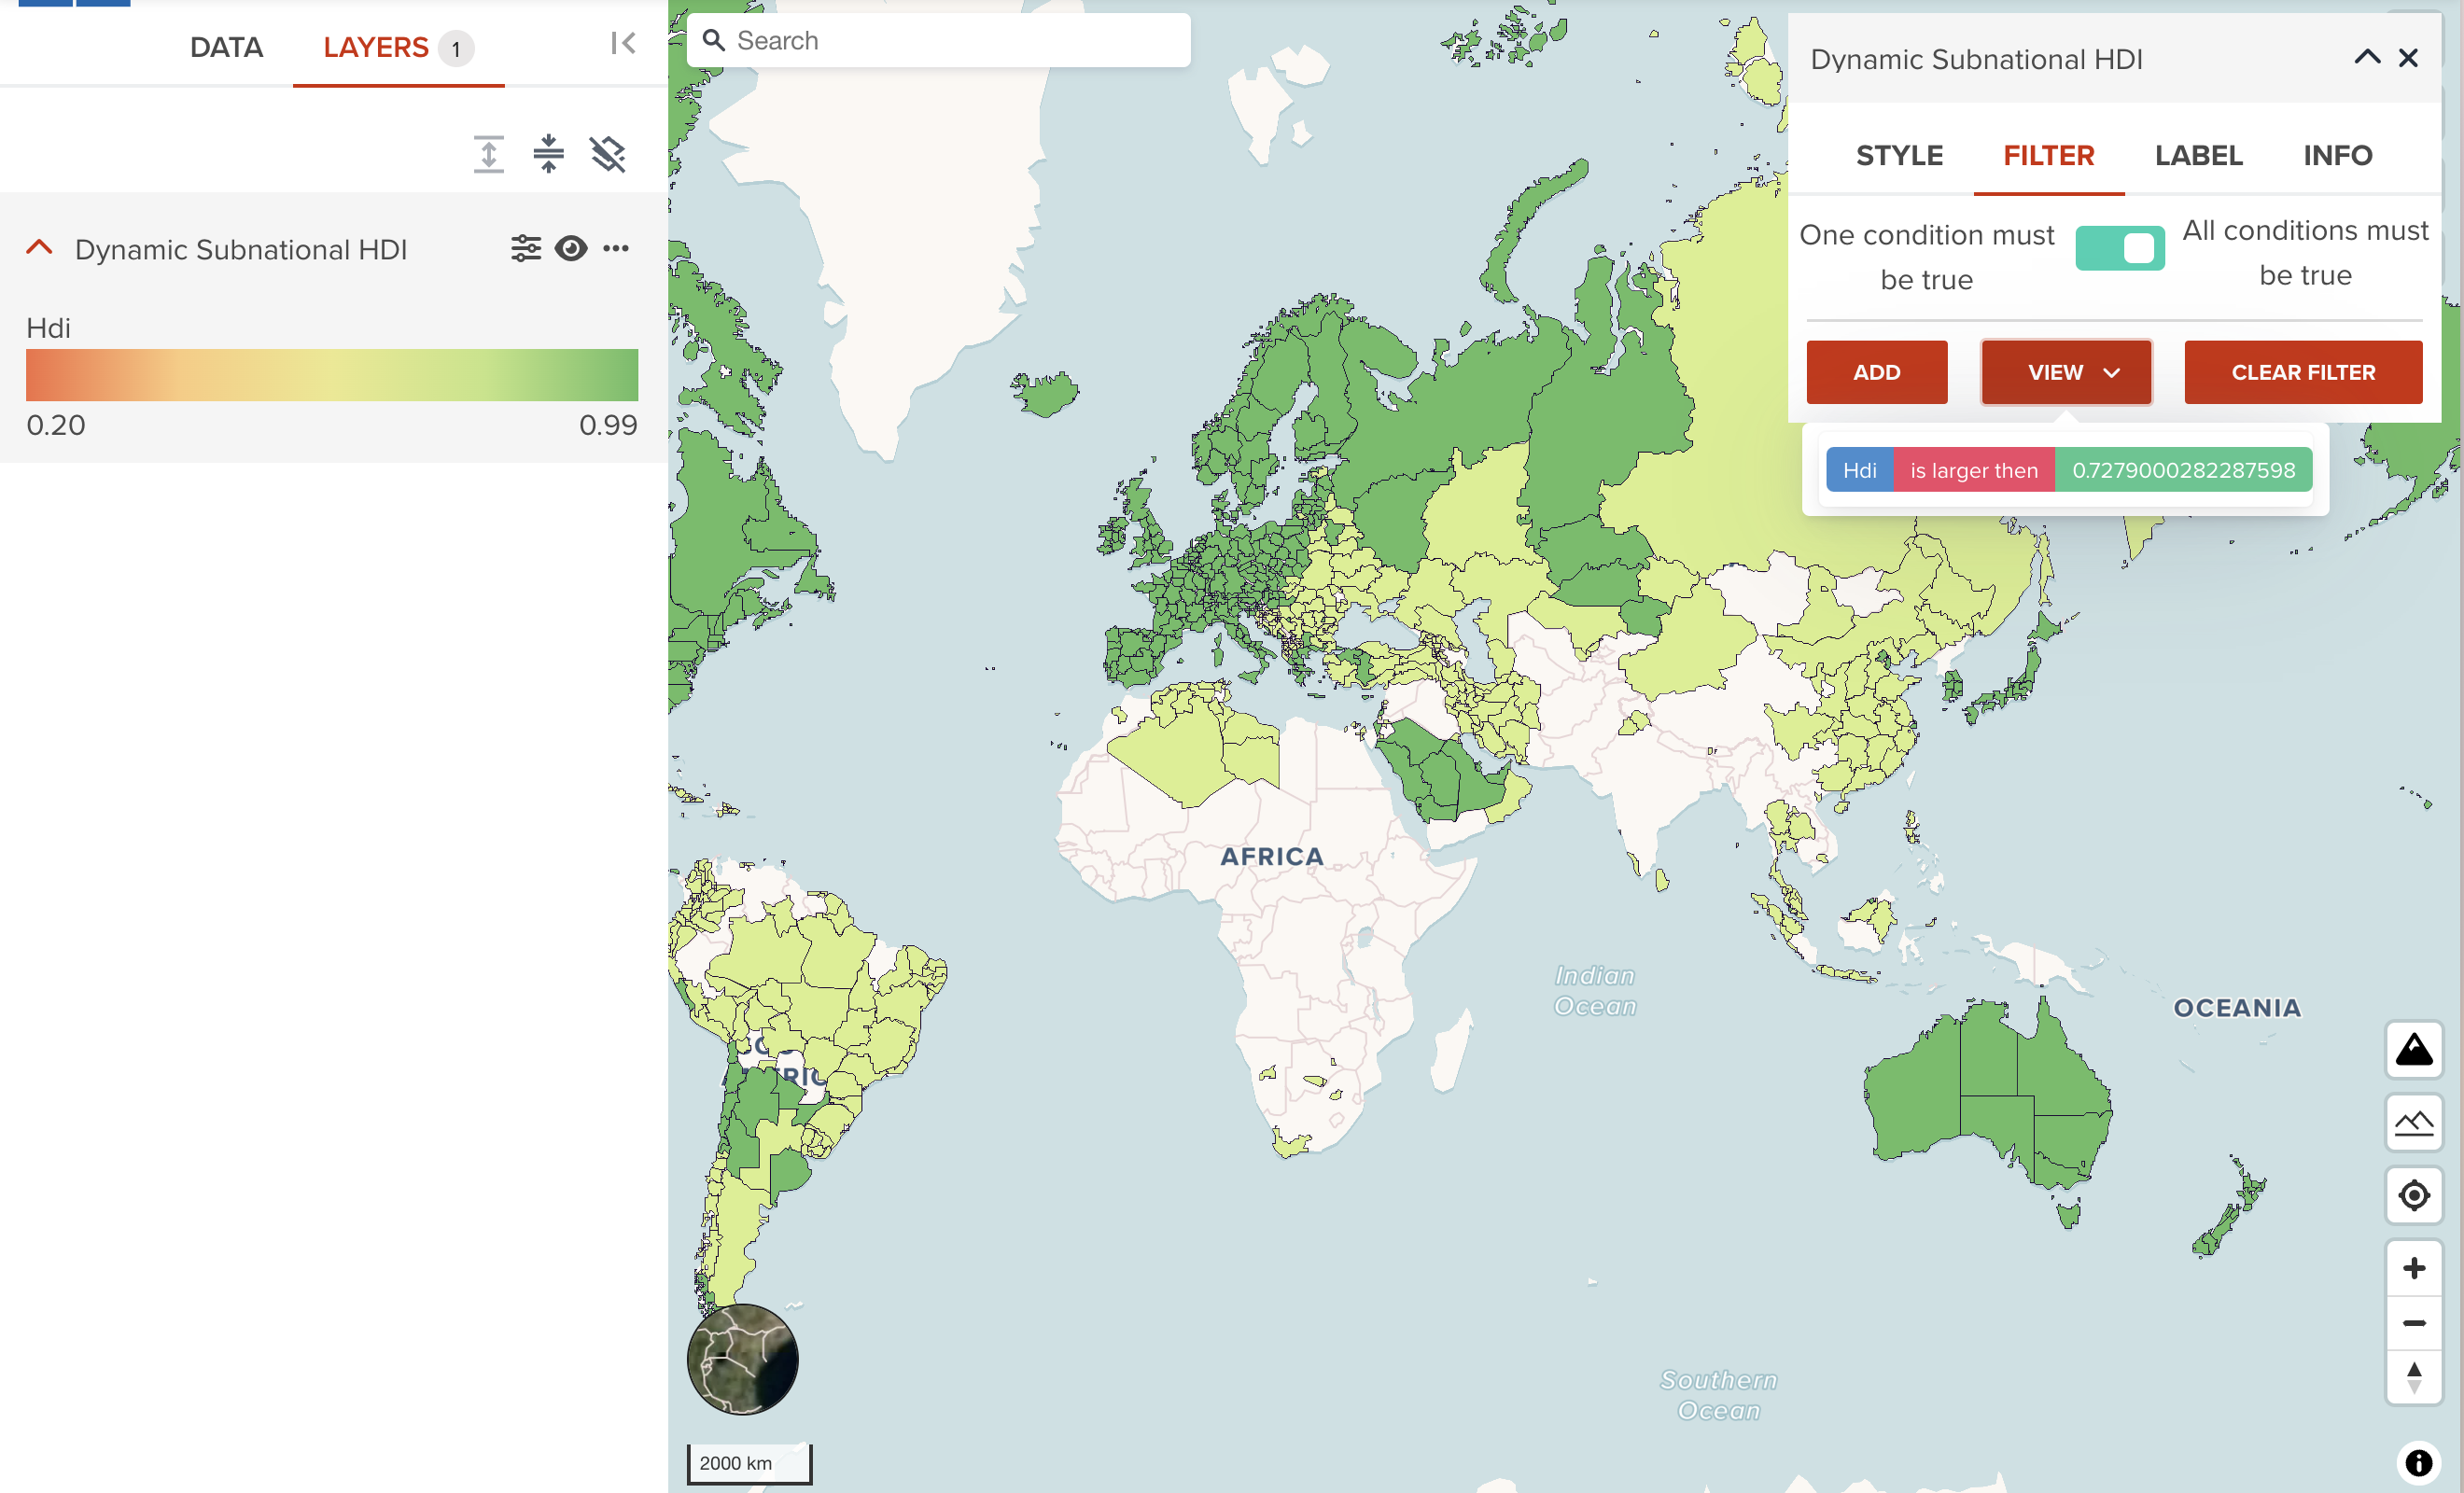 DATA
LAYERS 1
Dynamic Subnational HDI
Hdi
0.20 0.99
Search
Dynamic Subnational HDI
STYLE FILTER LABEL INFO
One condition must
be true
All conditions must
be true
ADD VIEW CLEAR FILTER
Hdi is larger then 0.7279000282287598
AFRICA
Indian
Ocean
OCEANIA
Southern
Ocean
2000 km